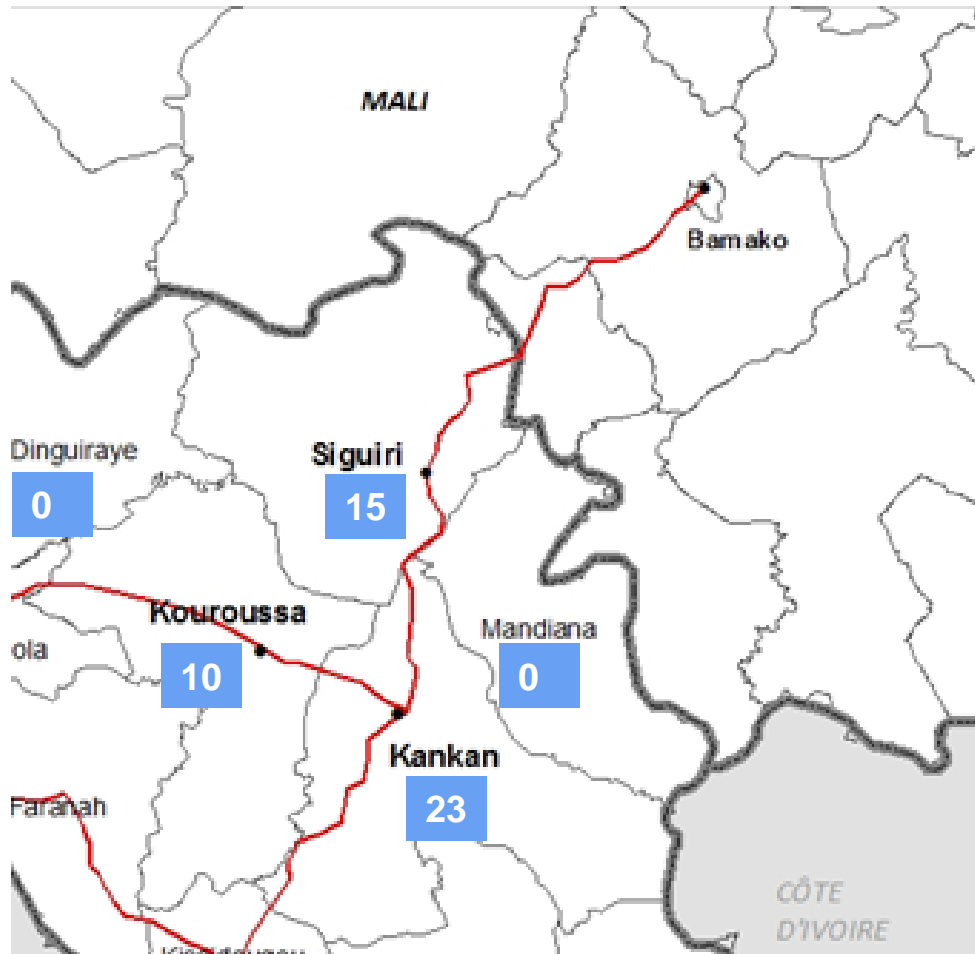 MALI
Bamako
Dinguiraye
0
Siguiri
15
Kouroussa
10
ola
Mandiana
0
Kankan
23
Faranah
CÔTE
D'IVOIRE